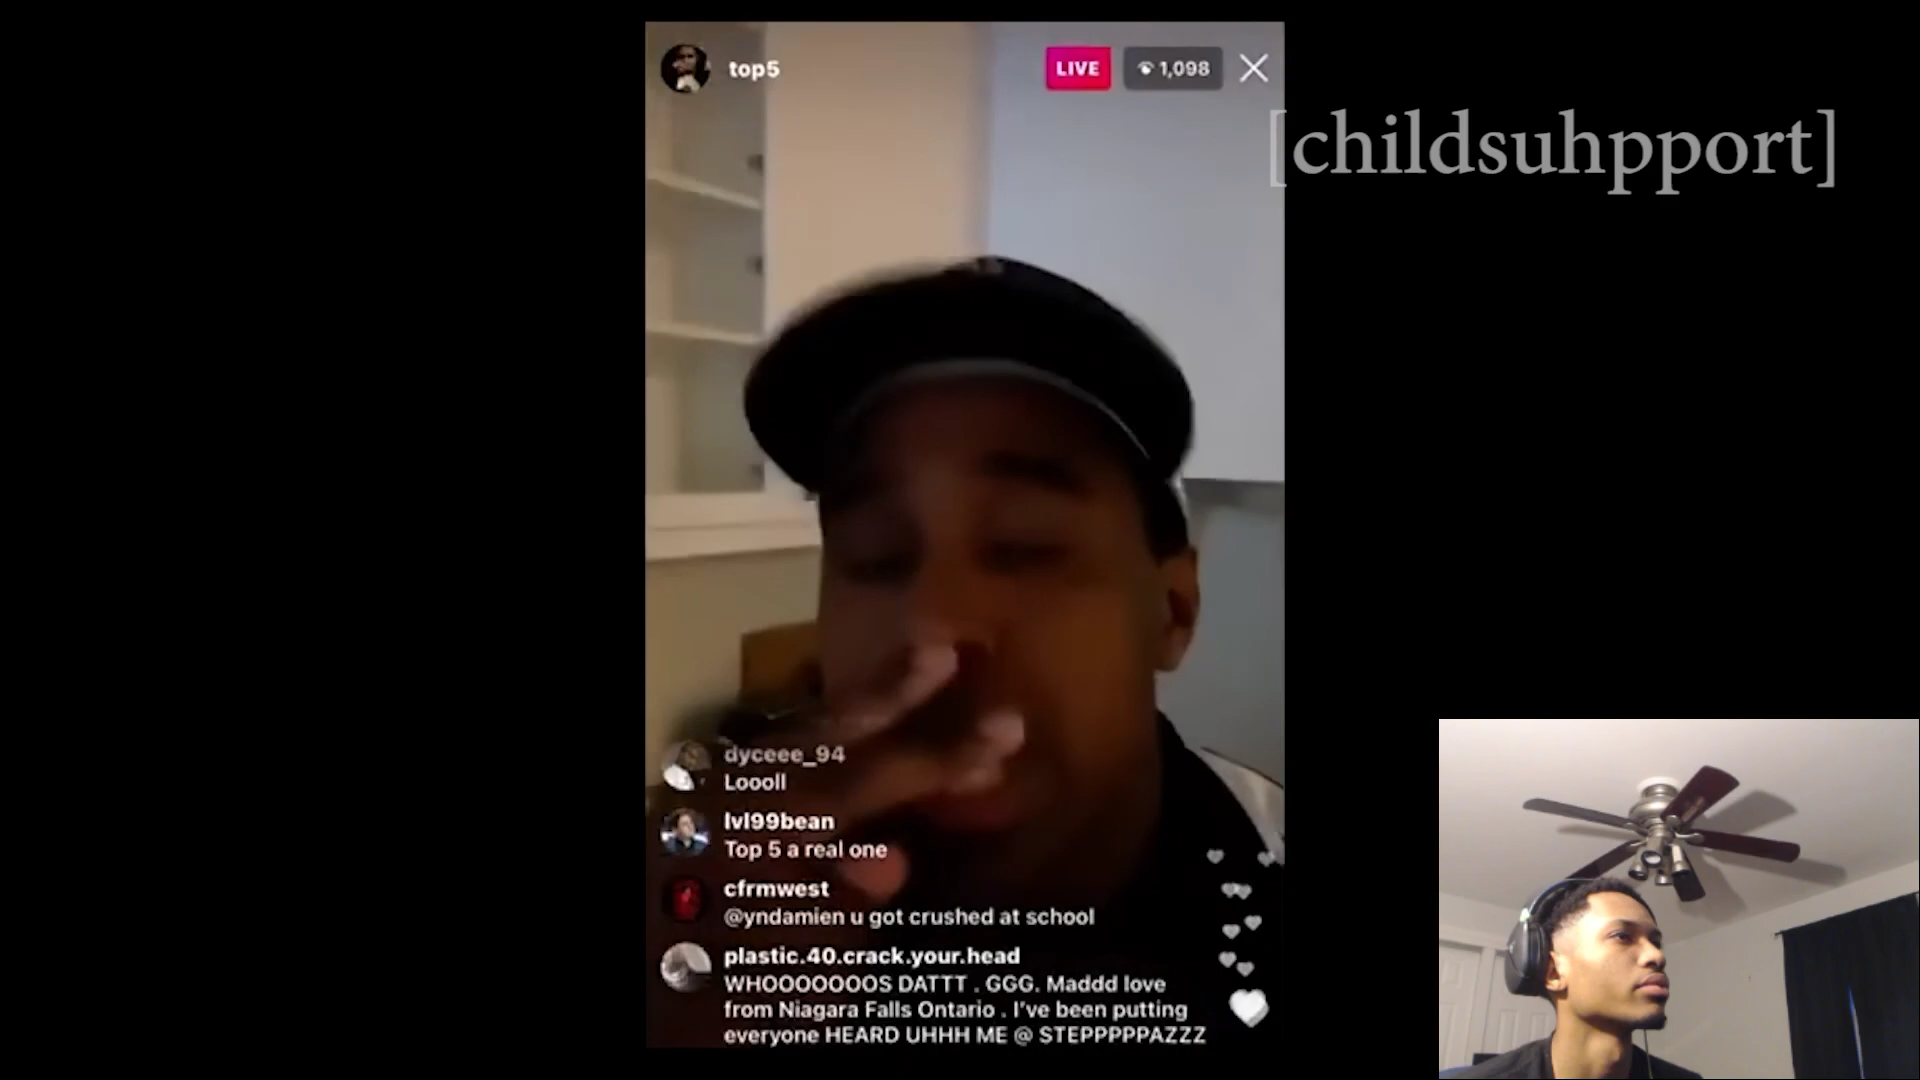 top5
LIVE
1,098
[childsuhpport]
dyceee_94
Loooll
lvl99bean
Top 5 a real one
cfrmwest
@yndamien u got crushed at school
plastic.40.crack.your.head
WHOOOOOOOS DATTT . GGG. Maddd love
from Niagara Falls Ontario . I've been putting
everyone HEARD UHHH ME @ STEPPPPPAZZZ